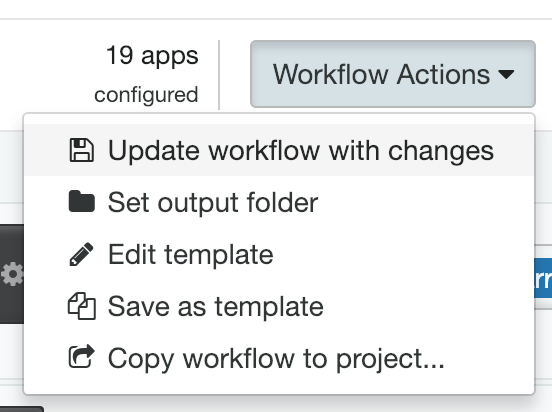 19 apps
configured
Workflow Actions
Update workflow with changes
Set output folder
Edit template
Save as template
Copy workflow to project...